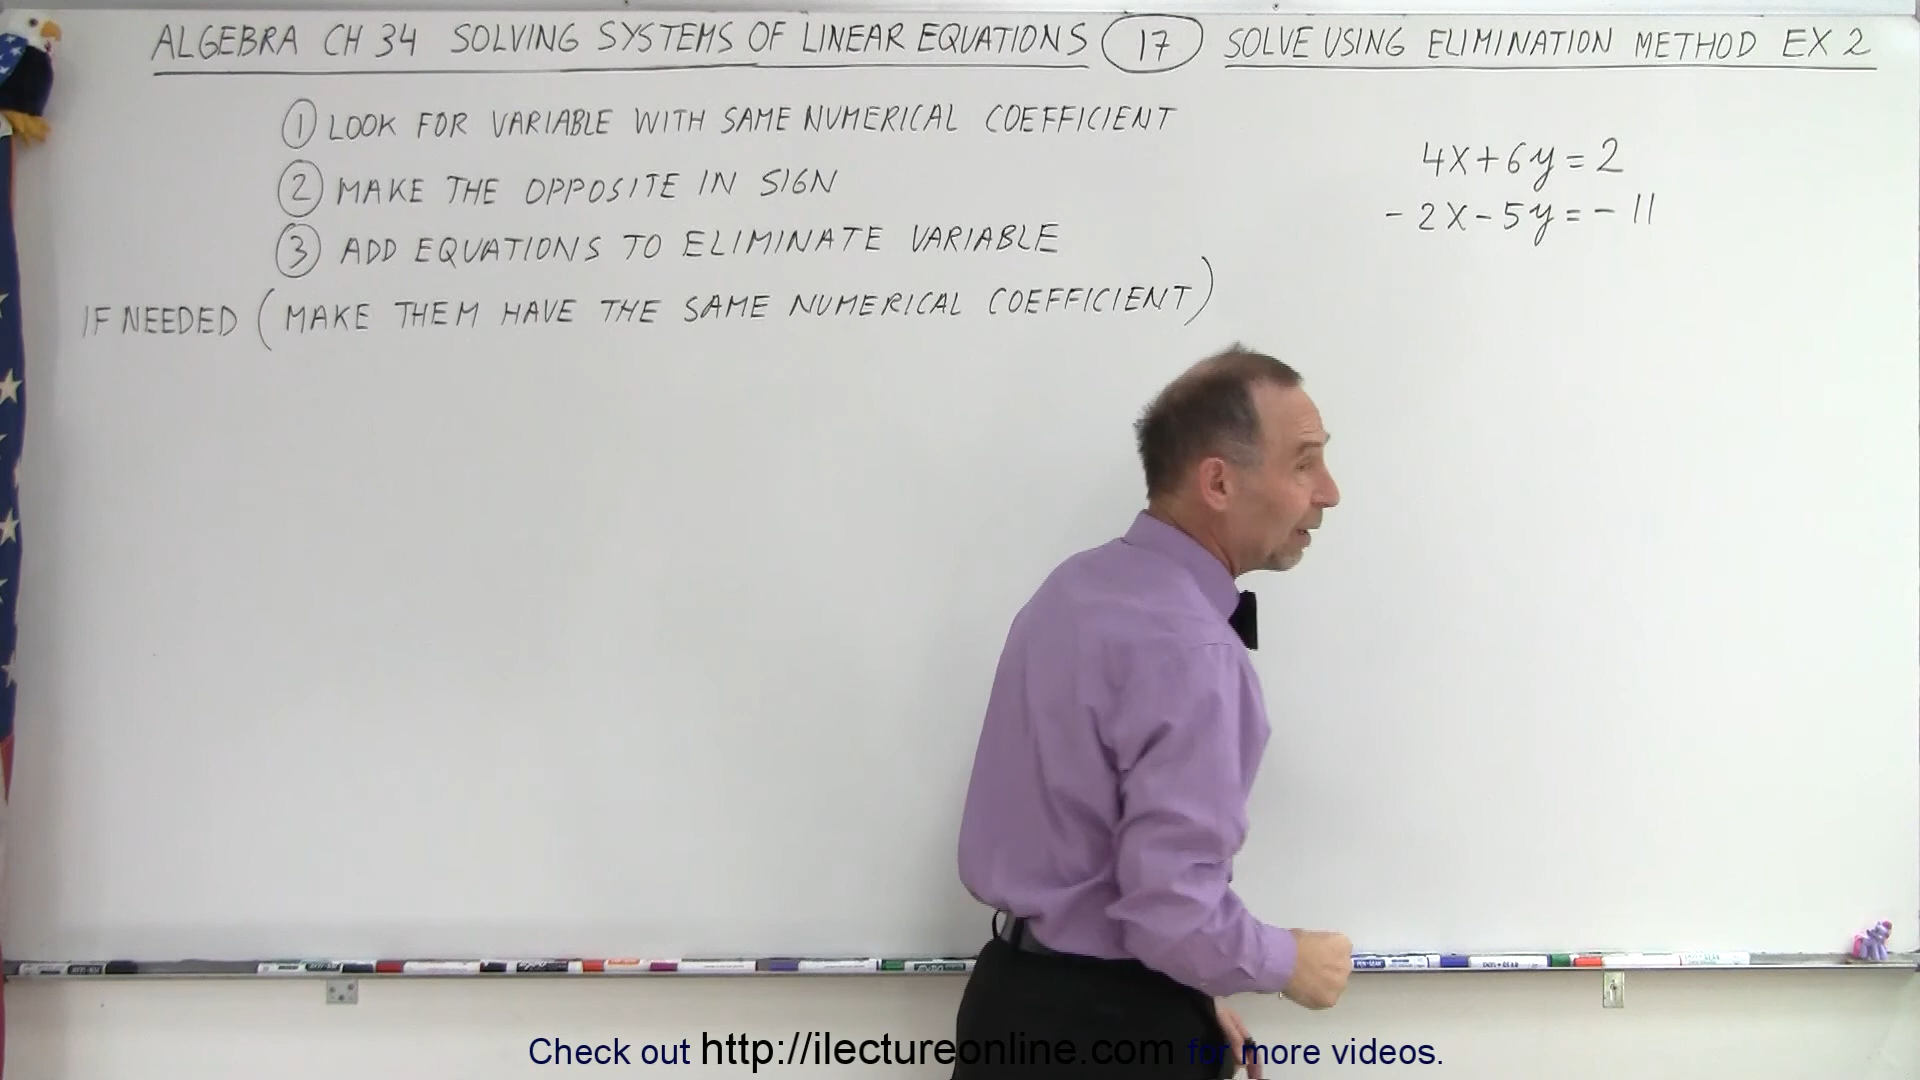 ALGEBRA CH 34 SOLVING SYSTEMS OF LINEAR EQUATIONS 17 SOLVE USING ELIMINATION METHOD EX 2
① LOOK FOR VARIABLE WITH SAME NUMERICAL COEFFICIENT
② MAKE THE OPPOSITE IN SIGN
③ ADD EQUATIONS TO ELIMINATE VARIABLE
IF NEEDED (MAKE THEM HAVE THE SAME NUMERICAL COEFFICIENT)
4X+6y=2
-2X-5y=-11
Check out http://ilectureonline.com for more videos.